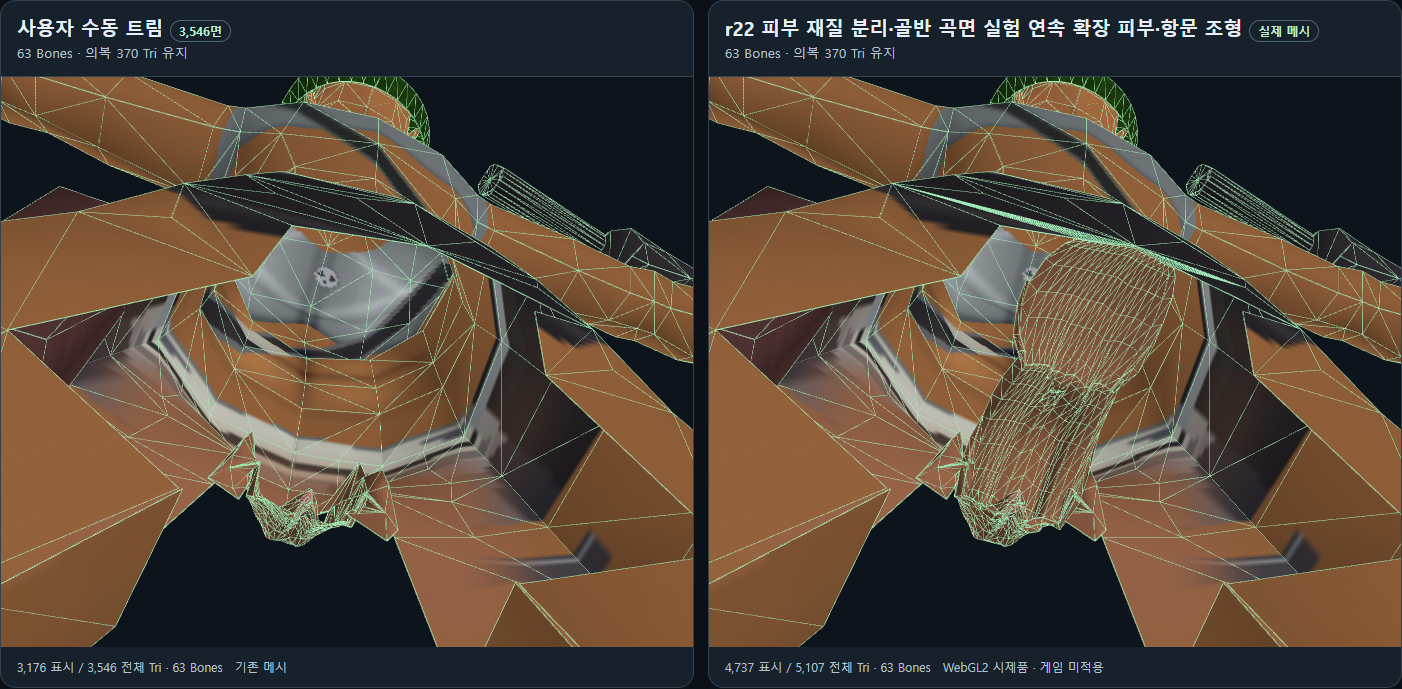 사용자 수동 트림 3,546면
63 Bones · 의복 370 Tri 유지
3,176 표시 / 3,546 전체 Tri · 63 Bones 기존 메시
r22 피부 재질 분리·골반 곡면 실험 연속 확장 피부·항문 조형 실제 메시
63 Bones · 의복 370 Tri 유지
4,737 표시 / 5,107 전체 Tri · 63 Bones WebGL2 시제품 · 게임 미적용